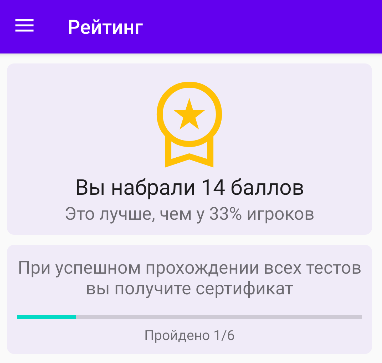 Рейтинг
Вы набрали 14 баллов
Это лучше, чем у 33% игроков
При успешном прохождении всех тестов
вы получите сертификат
Пройдено 1/6